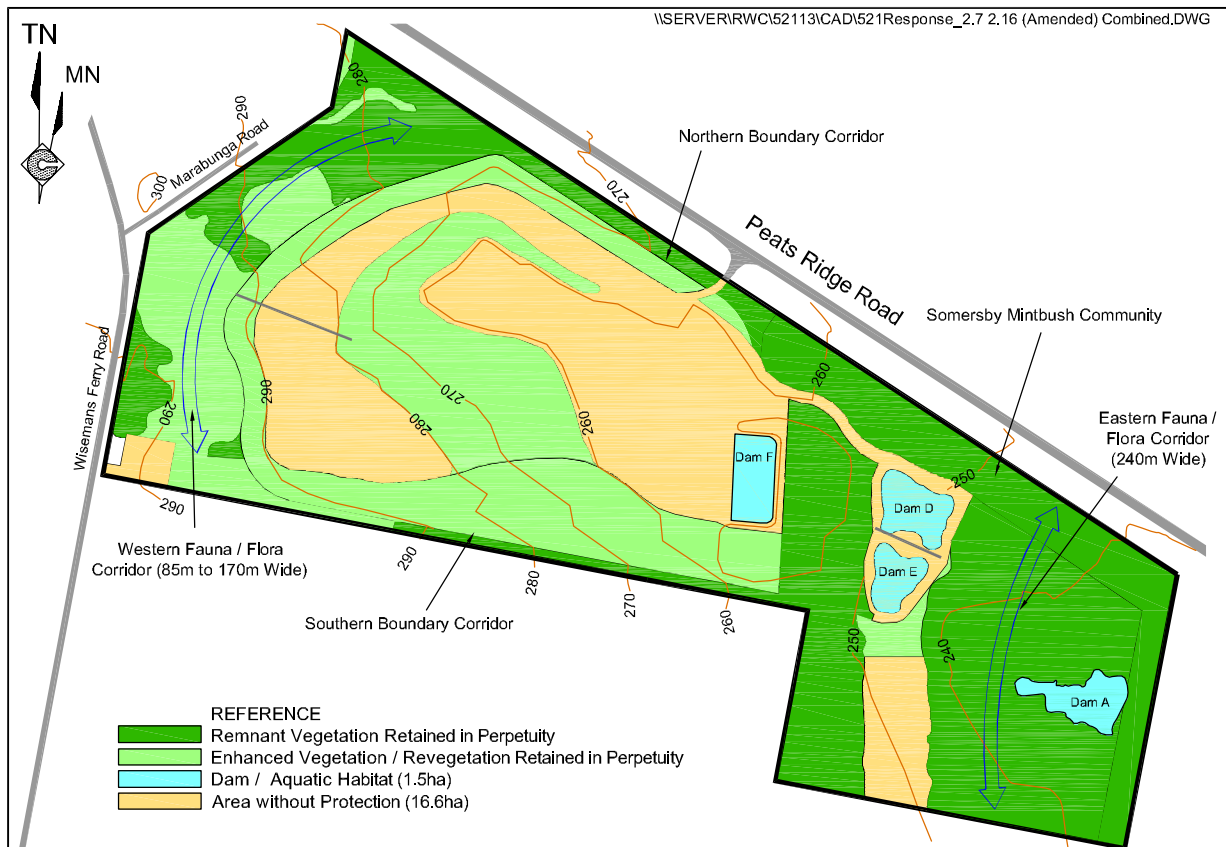 \\SERVER\RWC\52113\CAD\521Response_2.7 2.16 (Amended) Combined.DWG
TN
MN
280
290
Marabunga Road
300
Northern Boundary Corridor
270
Peats Ridge Road
Somersby Mintbush Community
260
Eastern Fauna /
Flora Corridor
(240m Wide)
Wisemans Ferry Road
290
290
270
280
260
Dam F
250
Dam D
Dam E
290
Western Fauna / Flora
Corridor (85m to 170m Wide)
290
280
270
260
Southern Boundary Corridor
250
240
Dam A
REFERENCE
Remnant Vegetation Retained in Perpetuity
Enhanced Vegetation / Revegetation Retained in Perpetuity
Dam / Aquatic Habitat (1.5ha)
Area without Protection (16.6ha)